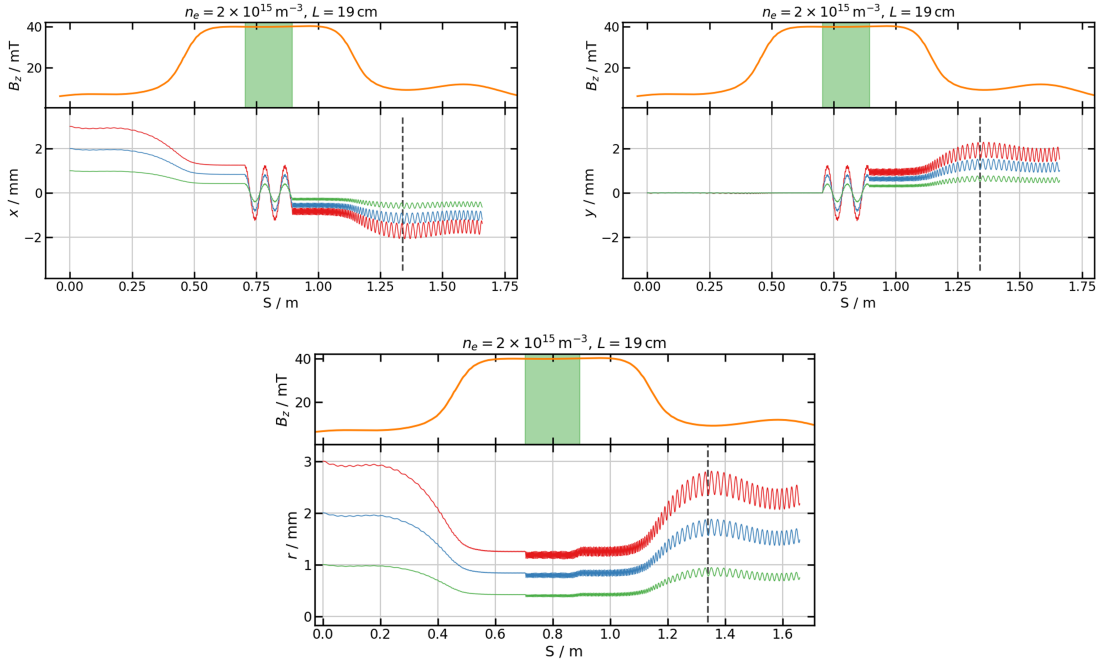 n_e = 2 × 10^15 m^−3, L = 19 cm
40
20
B_z / mT
2
0
−2
x / mm
0.00 0.25 0.50 0.75 1.00 1.25 1.50 1.75
S / m
n_e = 2 × 10^15 m^−3, L = 19 cm
40
20
B_z / mT
2
0
−2
y / mm
0.00 0.25 0.50 0.75 1.00 1.25 1.50 1.75
S / m
n_e = 2 × 10^15 m^−3, L = 19 cm
40
20
B_z / mT
3
2
1
0
r / mm
0.0 0.2 0.4 0.6 0.8 1.0 1.2 1.4 1.6
S / m